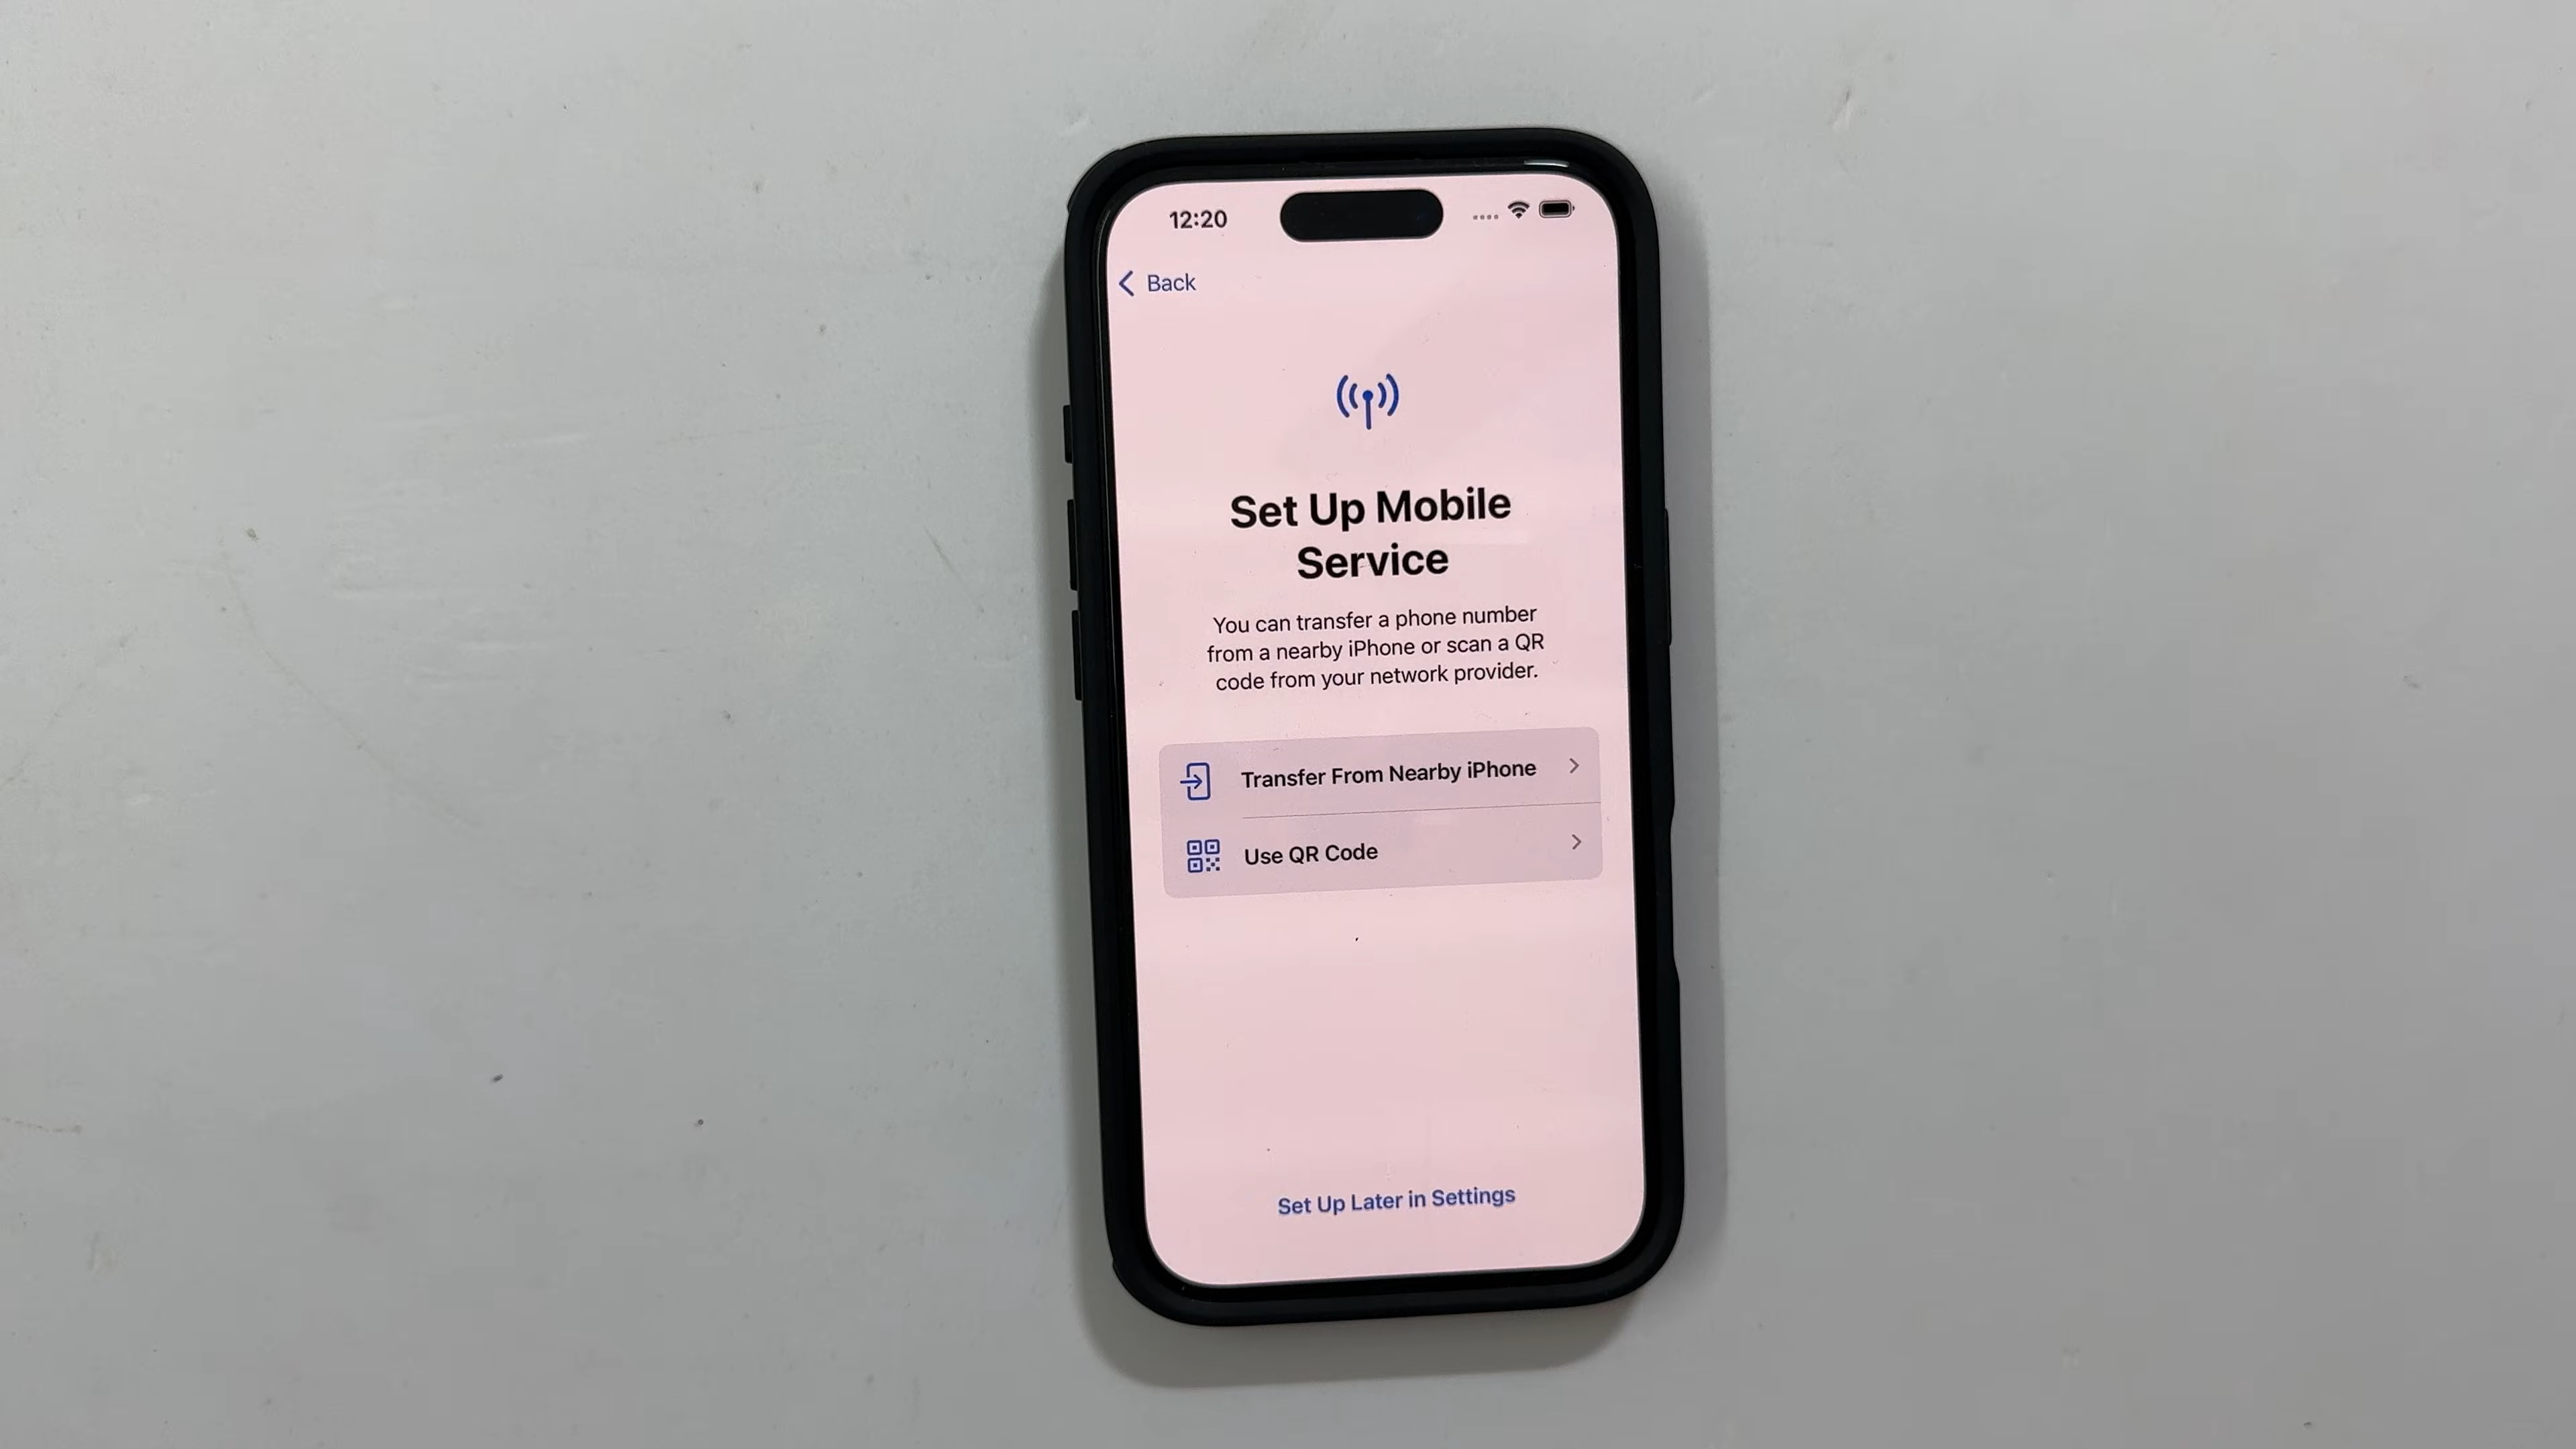 12:20
Back
Set Up Mobile
Service
You can transfer a phone number
from a nearby iPhone or scan a QR
code from your network provider.
Transfer From Nearby iPhone
Use QR Code
Set Up Later in Settings